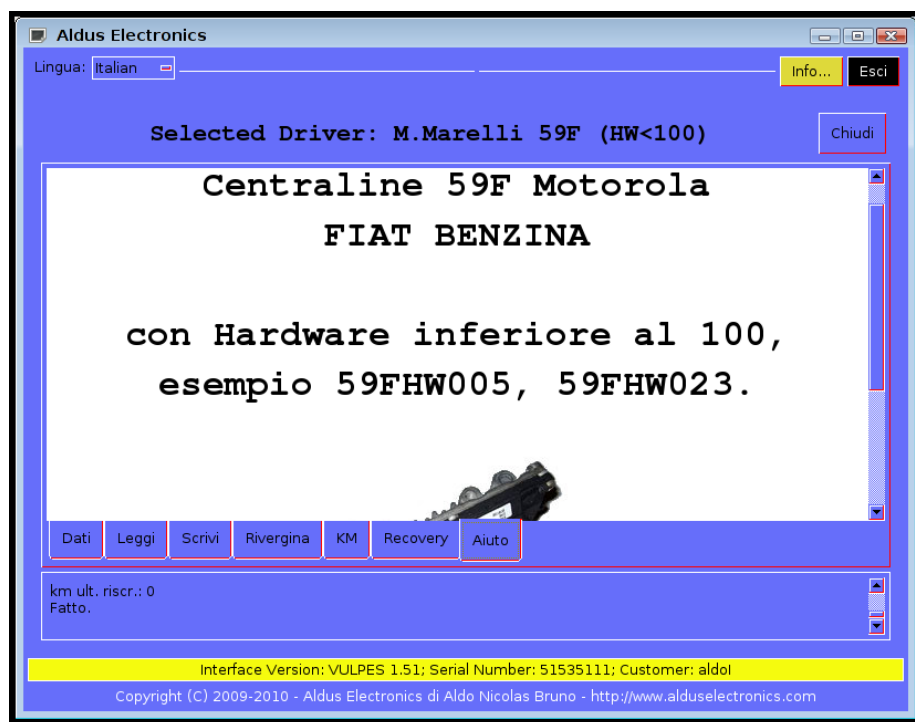 Aldus Electronics
Lingua: Italian
Info... Esci
Selected Driver: M.Marelli 59F (HW<100)
Chiudi
Centraline 59F Motorola
FIAT BENZINA
con Hardware inferiore al 100,
esempio 59FHW005, 59FHW023.
Dati Leggi Scrivi Rivergina KM Recovery Aiuto
km ult. riscr.: 0
Fatto.
Interface Version: VULPES 1.51; Serial Number: 51535111; Customer: aldol
Copyright (C) 2009-2010 - Aldus Electronics di Aldo Nicolas Bruno - http://www.alduselectronics.com